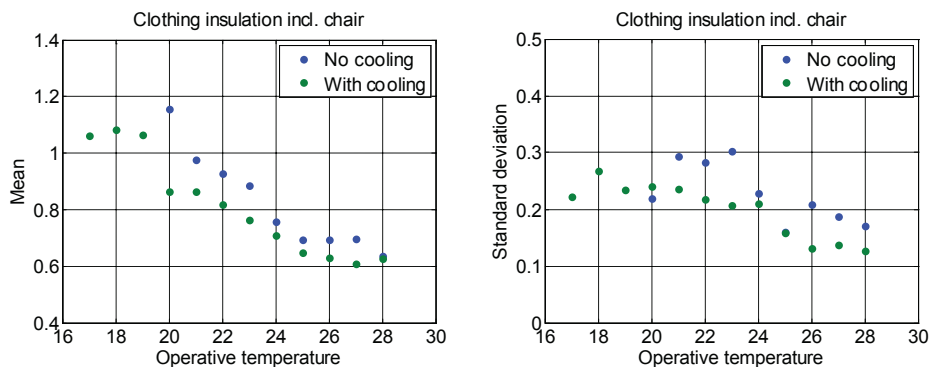 Clothing insulation incl. chair
1.4
1.2
1
0.8
0.6
0.4
Mean
No cooling
With cooling
16 18 20 22 24 26 28 30
Operative temperature
Clothing insulation incl. chair
0.5
0.4
0.3
0.2
0.1
0
Standard deviation
No cooling
With cooling
16 18 20 22 24 26 28 30
Operative temperature